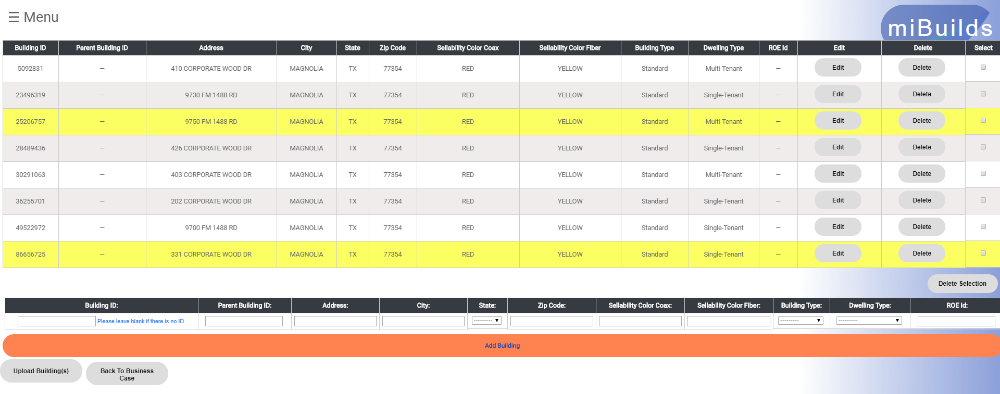 ☰ Menu
miBuilds
Building ID Parent Building ID Address City State Zip Code Sellability Color Coax Sellability Color Fiber Building Type Dwelling Type ROE Id Edit Delete Select
5092831 — 410 CORPORATE WOOD DR MAGNOLIA TX 77354 RED YELLOW Standard Multi-Tenant — Edit Delete
23496319 — 9730 FM 1488 RD MAGNOLIA TX 77354 RED YELLOW Standard Single-Tenant — Edit Delete
25206757 — 9750 FM 1488 RD MAGNOLIA TX 77354 RED YELLOW Standard Multi-Tenant — Edit Delete
28489436 — 426 CORPORATE WOOD DR MAGNOLIA TX 77354 RED YELLOW Standard Single-Tenant — Edit Delete
30291063 — 403 CORPORATE WOOD DR MAGNOLIA TX 77354 RED YELLOW Standard Multi-Tenant — Edit Delete
36255701 — 202 CORPORATE WOOD DR MAGNOLIA TX 77354 RED YELLOW Standard Single-Tenant — Edit Delete
49522972 — 9700 FM 1488 RD MAGNOLIA TX 77354 RED YELLOW Standard Single-Tenant — Edit Delete
86656725 — 331 CORPORATE WOOD DR MAGNOLIA TX 77354 RED YELLOW Standard Single-Tenant — Edit Delete
Delete Selection
Building ID: Parent Building ID: Address: City: State: Zip Code: Sellability Color Coax: Sellability Color Fiber: Building Type: Dwelling Type: ROE Id:
Please leave blank if there is no ID. --------- --------- ---------
Add Building
Upload Building(s)
Back To Business
Case